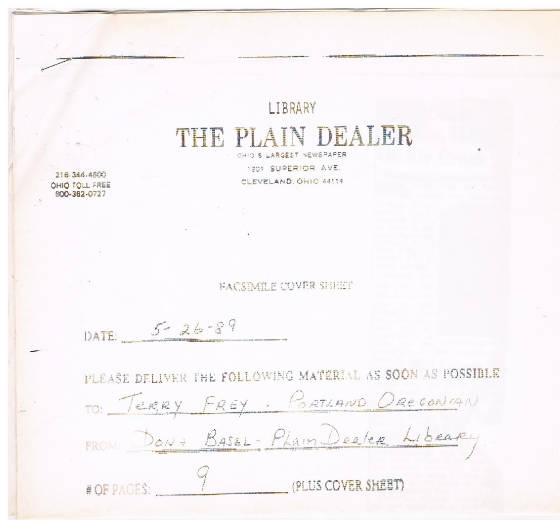 LIBRARY
THE PLAIN DEALER
OHIO'S LARGEST NEWSPAPER
1801 SUPERIOR AVE.
CLEVELAND, OHIO 44114
216-344-4500
OHIO TOLL FREE
800-362-0727
FACSIMILE COVER SHEET
DATE: 5-26-89
PLEASE DELIVER THE FOLLOWING MATERIAL AS SOON AS POSSIBLE
TO: TERRY FREY - PORTLAND OREGONIAN
FROM: DONA BASEL - PLAIN DEALER LIBRARY
# OF PAGES: 9 (PLUS COVER SHEET)